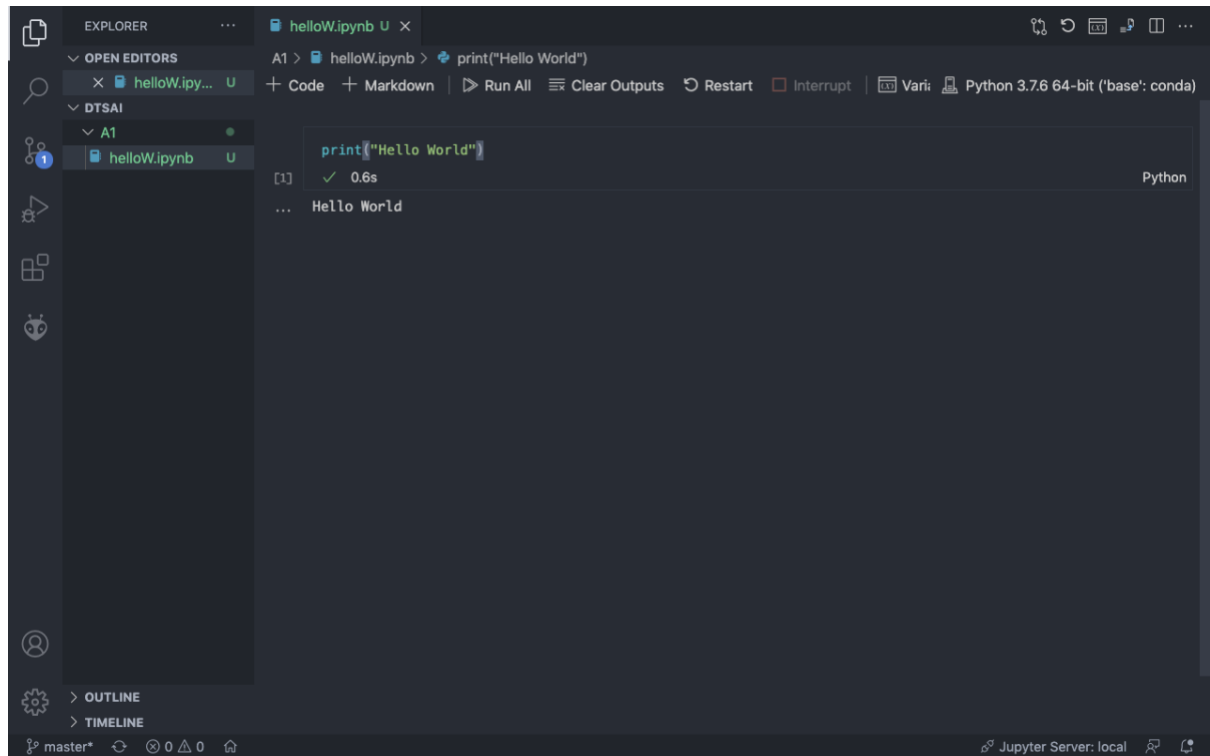 EXPLORER ...
OPEN EDITORS
helloW.ipy... U
DTSAI
A1
helloW.ipynb U
OUTLINE
TIMELINE
helloW.ipynb U
A1 > helloW.ipynb > print("Hello World")
+ Code + Markdown Run All Clear Outputs Restart Interrupt Vari Python 3.7.6 64-bit ('base': conda)
print("Hello World")
[1] ✓ 0.6s Python
... Hello World
1
master* 0 0 Jupyter Server: local